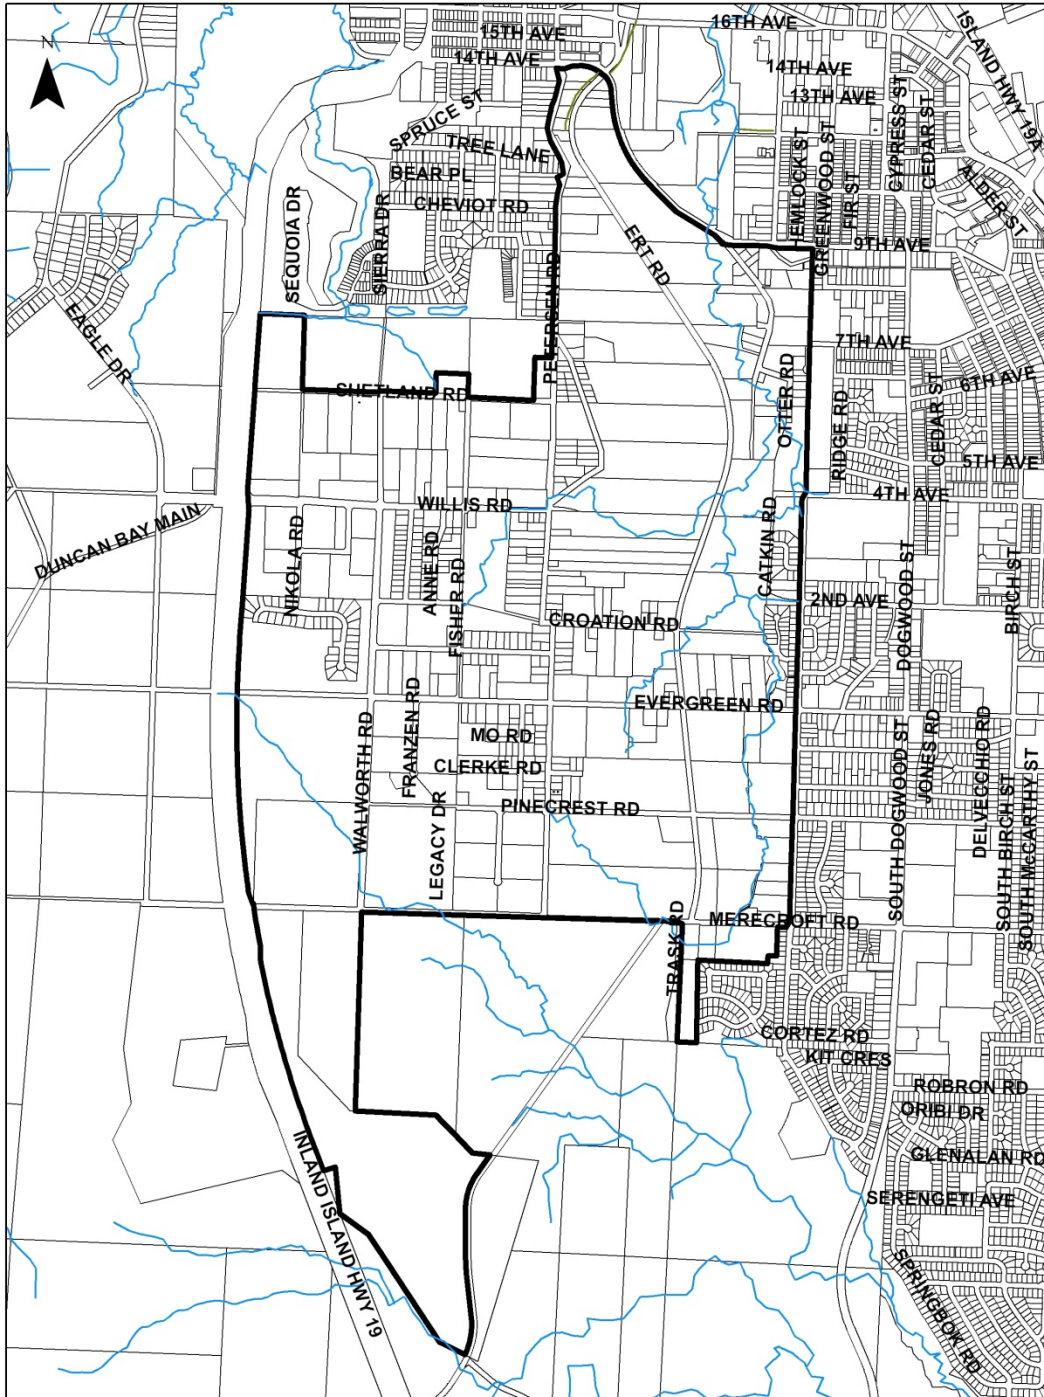 16TH AVE
ISLAND HWY 19A
15TH AVE
N
14TH AVE
14TH AVE
13TH AVE
SPRUCE ST
TREE LANE
CYPRESS ST
CEDAR ST
BEAR PL
HEMLOCK ST
GREENWOOD ST
FIR ST
ALDER ST
CHEVIOT RD
SEQUOIA DR
SIERRA DR
ERT RD
9TH AVE
PETERSEN RD
EAGLE DR
7TH AVE
OTTER RD
6TH AVE
SHETLAND RD
RIDGE RD
CEDAR ST
5TH AVE
4TH AVE
WILLIS RD
DUNCAN BAY MAIN
NIKOLA RD
ANNE RD
FISHER RD
CATKIN RD
DOGWOOD ST
BIRCH ST
2ND AVE
CROATION RD
EVERGREEN RD
FRANZEN RD
WALWORTH RD
MO RD
CLERKE RD
SOUTH DOGWOOD ST
JONES RD
DELVECCHIO RD
PINECREST RD
LEGACY DR
SOUTH BIRCH ST
SOUTH McCARTHY ST
MERECROFT RD
TRASK RD
CORTEZ RD
KIT CRES
ROBRON RD
ORIBI DR
GLENALAN RD
INLAND ISLAND HWY 19
SERENGETI AVE
SPRINGBOK RD